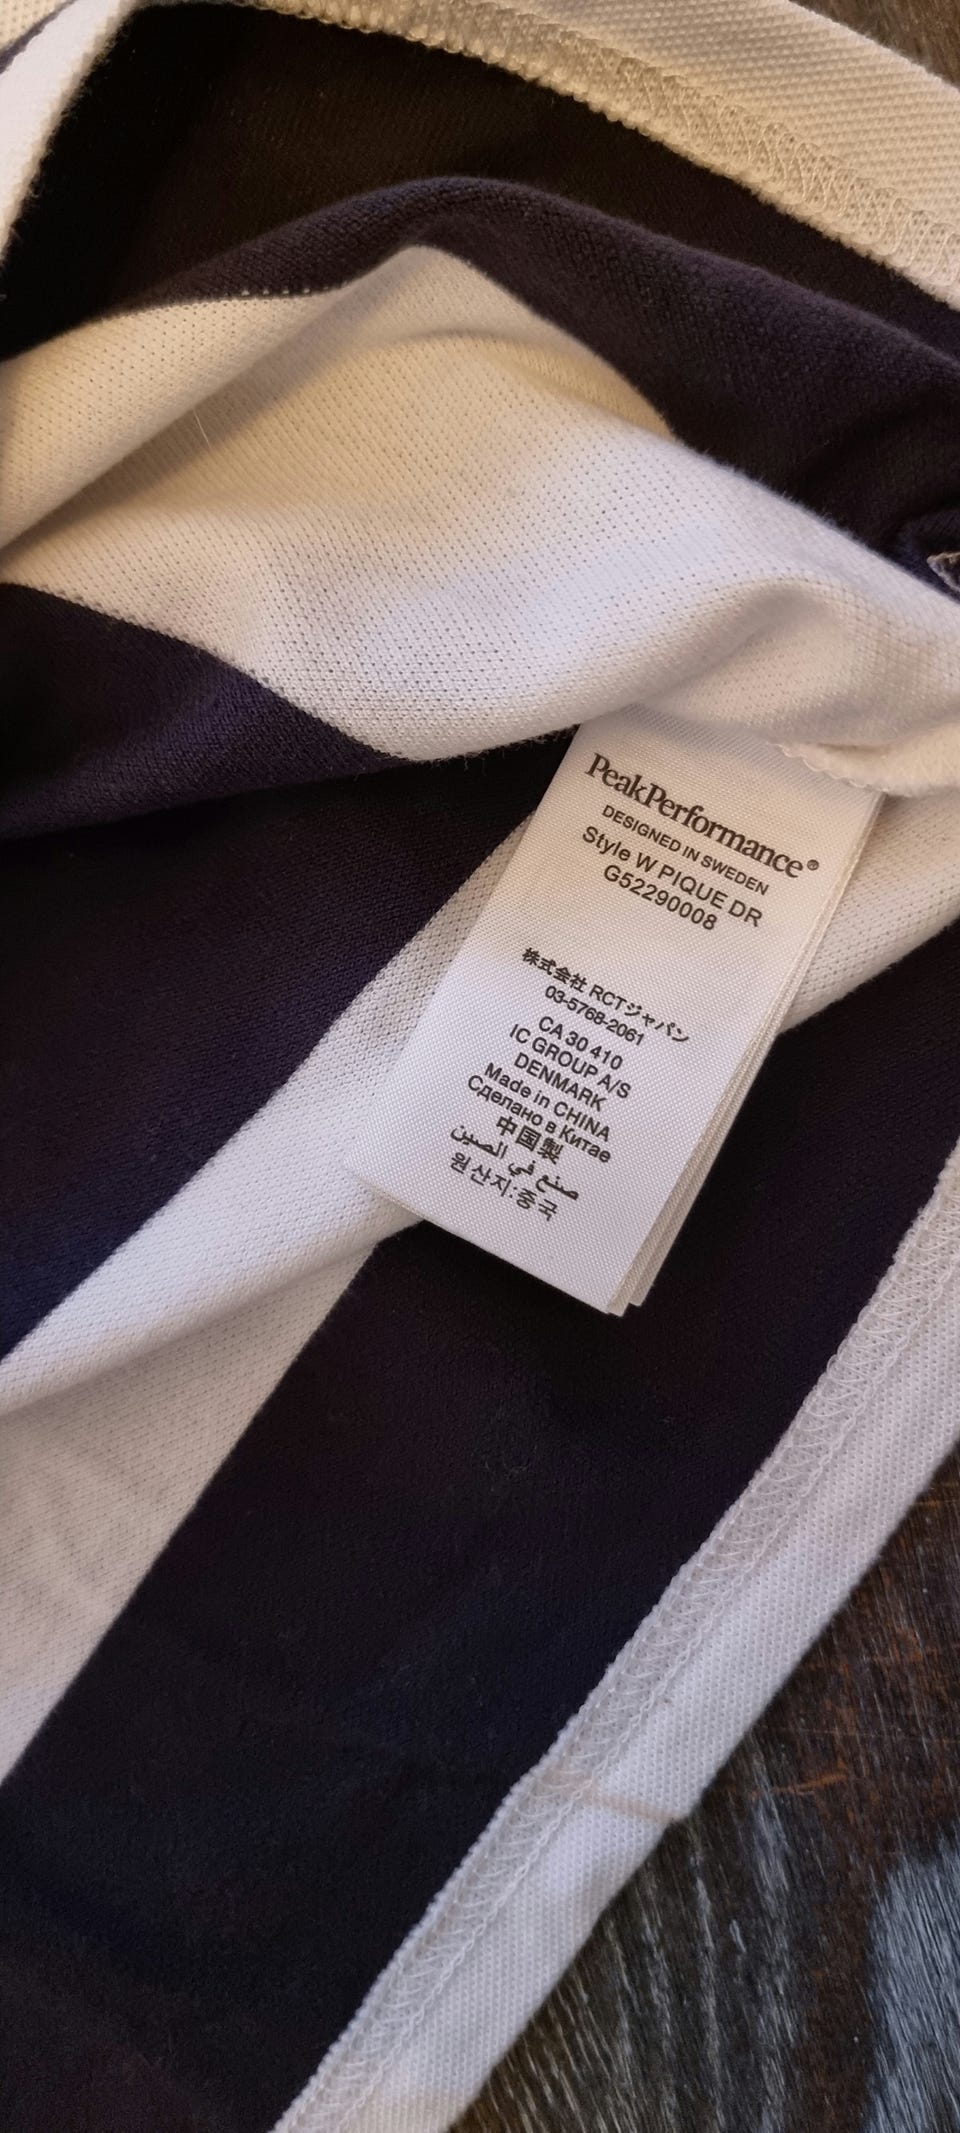 PeakPerformance®
DESIGNED IN SWEDEN
Style W PIQUE DR
G52290008
株式会社 RCTジャパン
03-5768-2061
CA 30 410
IC GROUP A/S
DENMARK
Made in CHINA
Сделано в Китае
中国製
صنع في الصين
원산지:중국